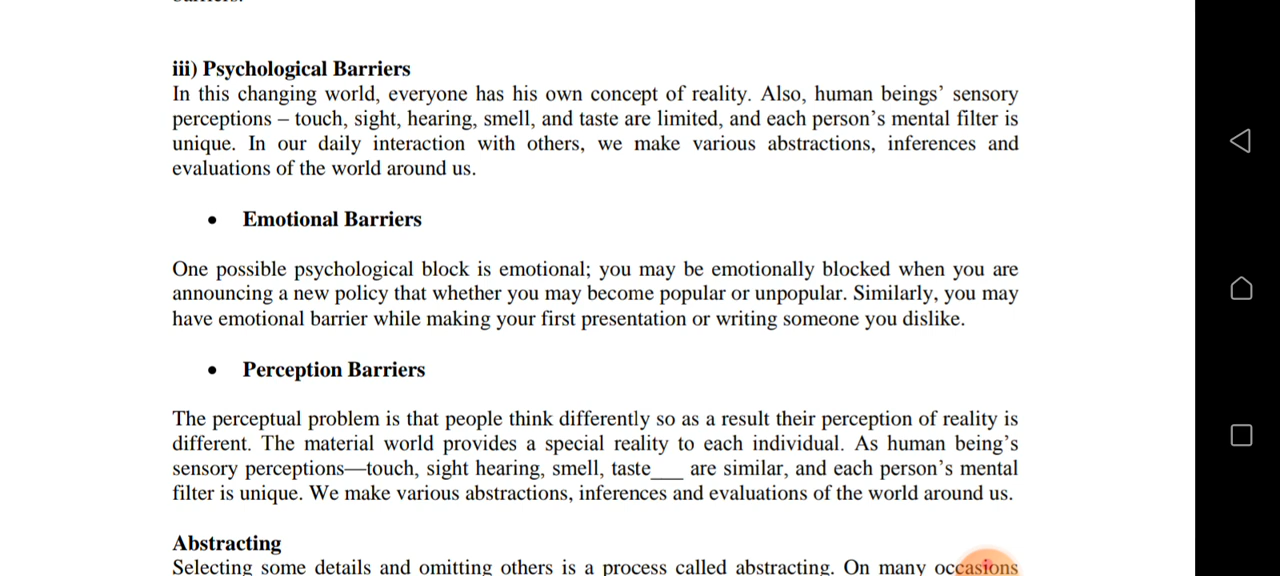 barriers.
iii) Psychological Barriers
In this changing world, everyone has his own concept of reality. Also, human beings' sensory
perceptions – touch, sight, hearing, smell, and taste are limited, and each person's mental filter is
unique. In our daily interaction with others, we make various abstractions, inferences and
evaluations of the world around us.
• Emotional Barriers
One possible psychological block is emotional; you may be emotionally blocked when you are
announcing a new policy that whether you may become popular or unpopular. Similarly, you may
have emotional barrier while making your first presentation or writing someone you dislike.
• Perception Barriers
The perceptual problem is that people think differently so as a result their perception of reality is
different. The material world provides a special reality to each individual. As human being's
sensory perceptions—touch, sight hearing, smell, taste___ are similar, and each person's mental
filter is unique. We make various abstractions, inferences and evaluations of the world around us.
Abstracting
Selecting some details and omitting others is a process called abstracting. On many occasions